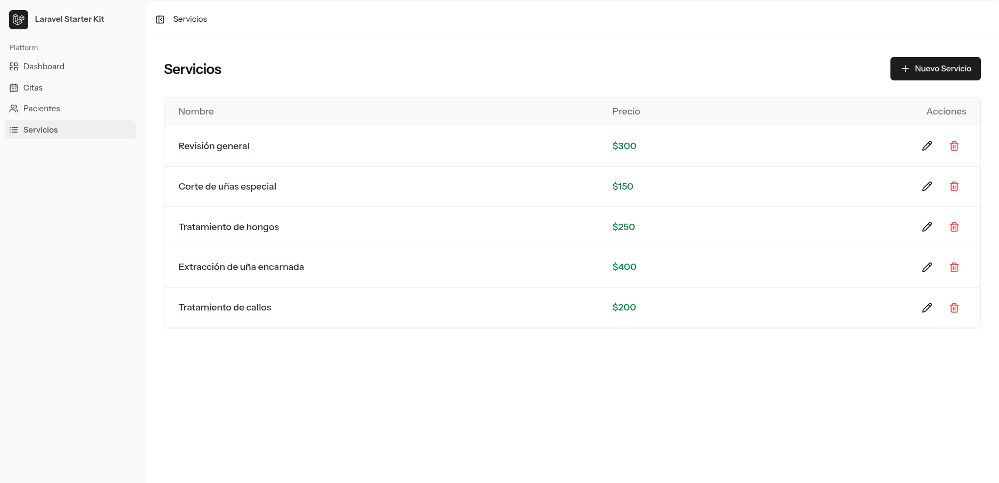 Laravel Starter Kit
Platform
Dashboard
Citas
Pacientes
Servicios
Servicios
Servicios
Nuevo Servicio
Nombre Precio Acciones
Revisión general $300
Corte de uñas especial $150
Tratamiento de hongos $250
Extracción de uña encarnada $400
Tratamiento de callos $200